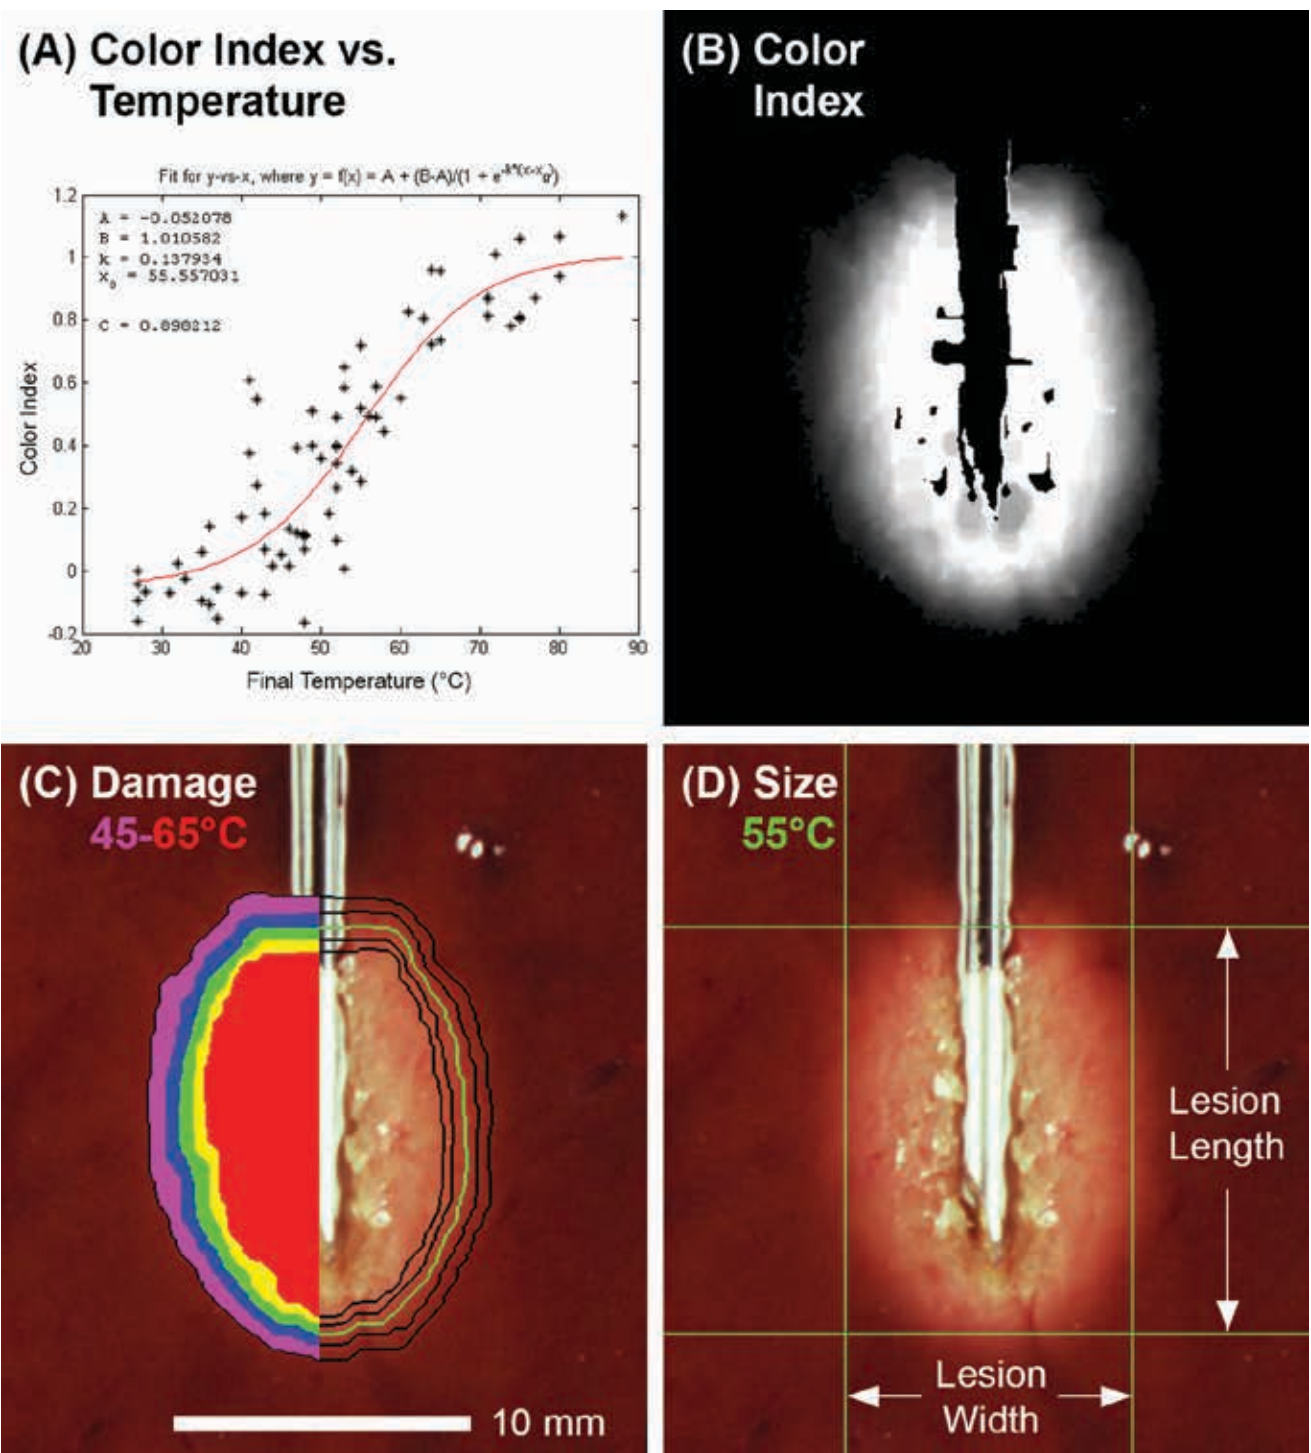 (A) Color Index vs.
Temperature
Fit for y-vs-x, where y = f(x) = A + (B-A)/(1 + e^-k*(x-x_0))
1.2
1
0.8
0.6
0.4
0.2
0
-0.2
A = -0.052078
B = 1.010582
k = 0.137934
x_0 = 55.557031
C = 0.890212
Color Index
20 30 40 50 60 70 80 90
Final Temperature (°C)
(B) Color
Index
(C) Damage
45-65°C
10 mm
(D) Size
55°C
Lesion
Length
Lesion
Width